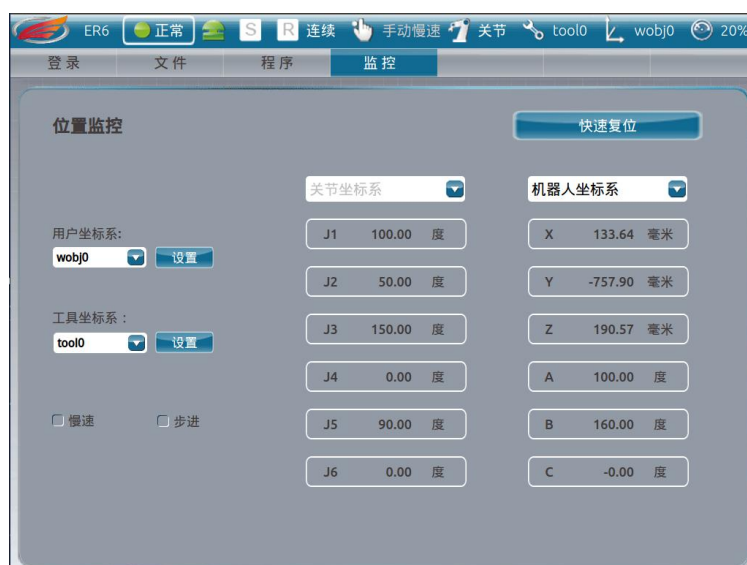 ER6 正常 S R 连续 手动慢速 关节 tool0 wobj0 20%
登录 文件 程序 监控
位置监控 快速复位
关节坐标系 机器人坐标系
用户坐标系: J1 100.00 度 X 133.64 毫米
wobj0 设置
J2 50.00 度 Y -757.90 毫米
工具坐标系： J3 150.00 度 Z 190.57 毫米
tool0 设置
J4 0.00 度 A 100.00 度
慢速 步进 J5 90.00 度 B 160.00 度
J6 0.00 度 C -0.00 度